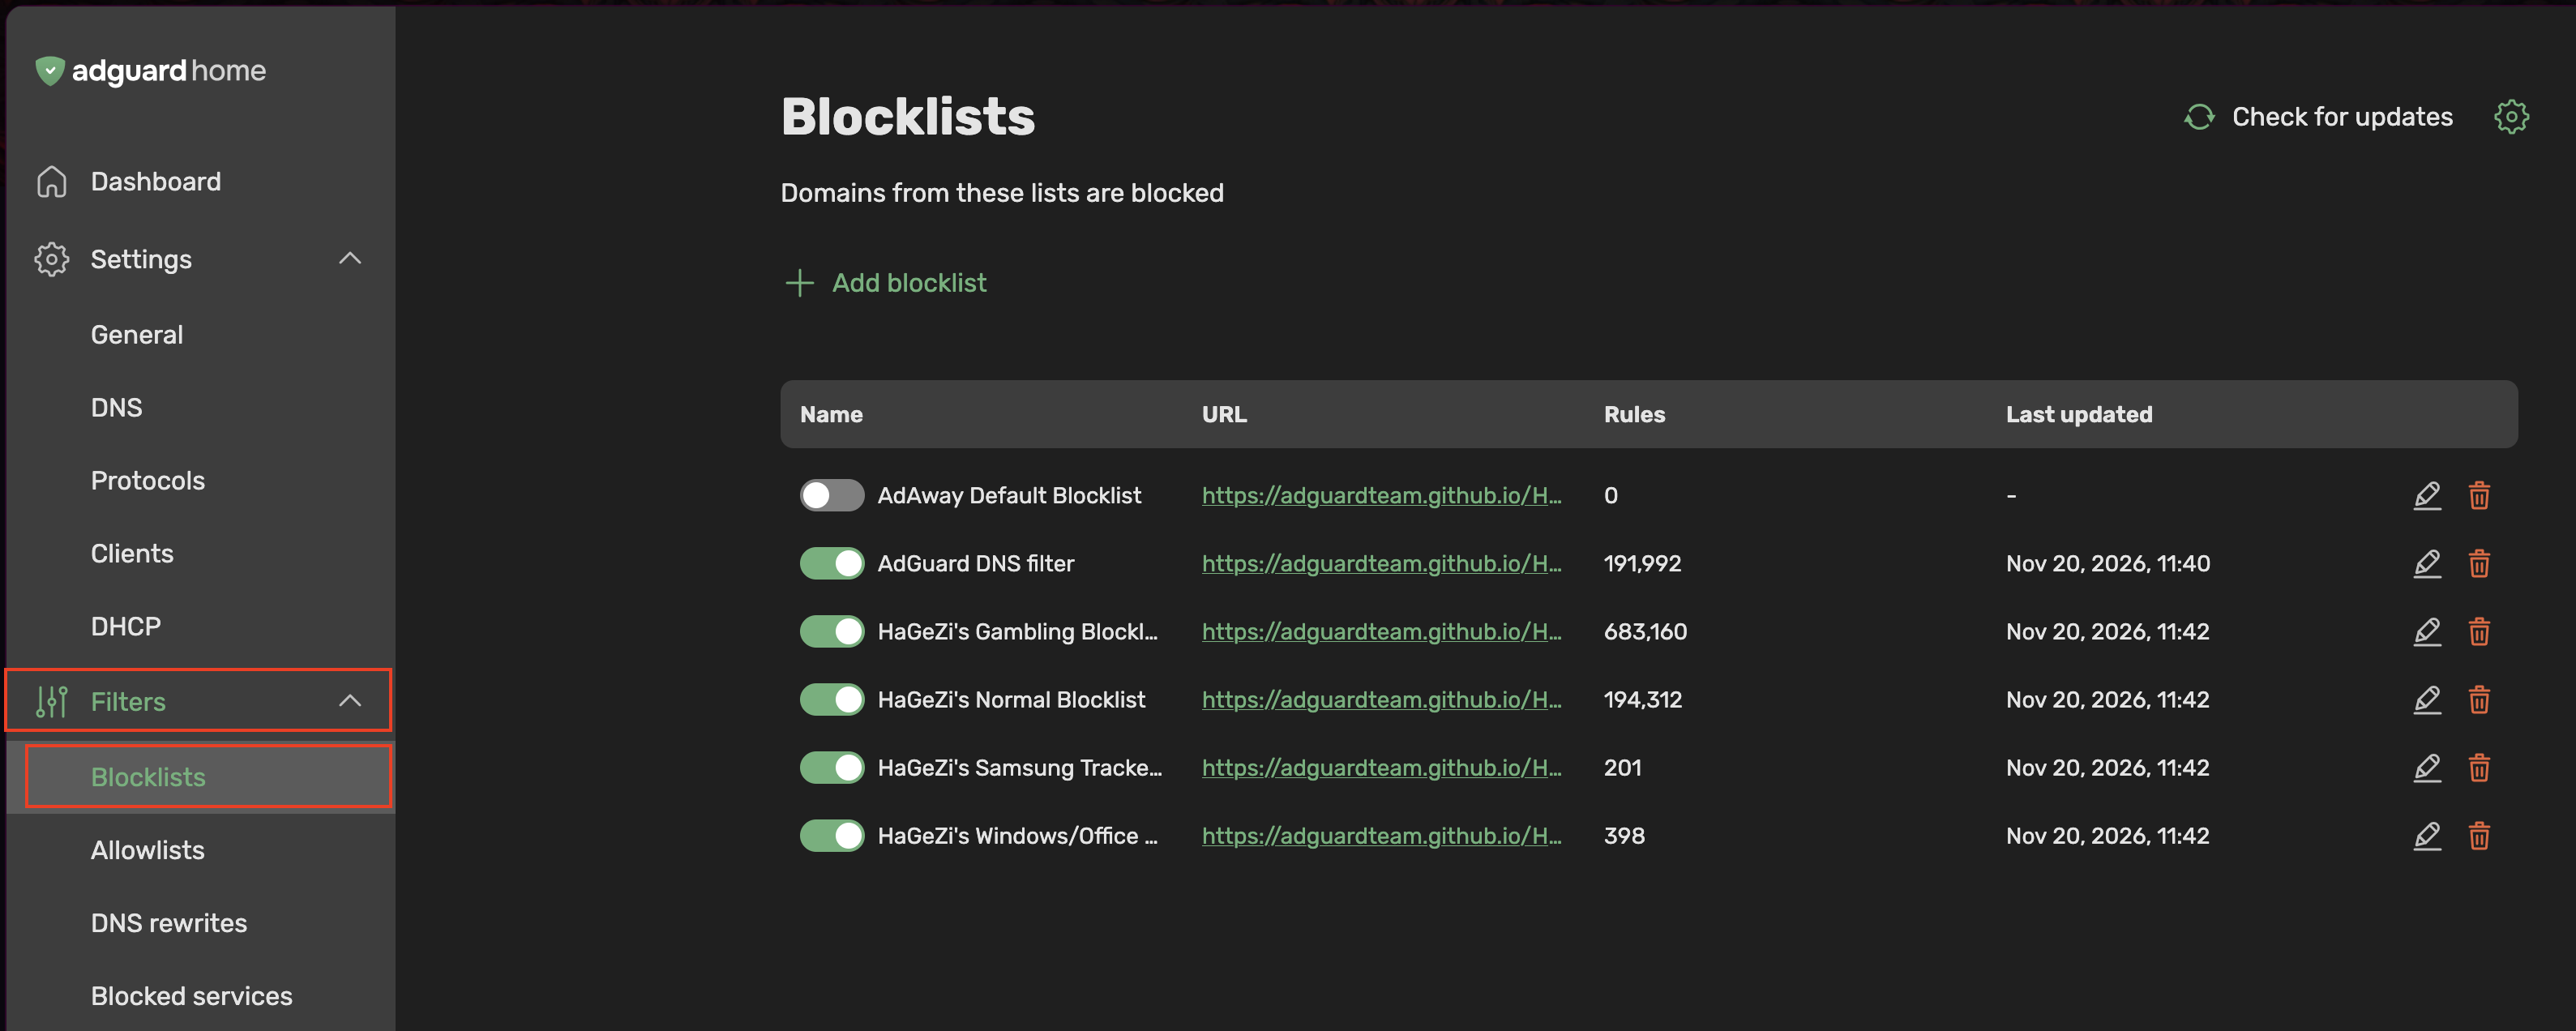 adguard home
Dashboard
Settings
General
DNS
Protocols
Clients
DHCP
Filters
Blocklists
Allowlists
DNS rewrites
Blocked services
Blocklists
Check for updates
Domains from these lists are blocked
Add blocklist
Name URL Rules Last updated
AdAway Default Blocklist https://adguardteam.github.io/H... 0 -
AdGuard DNS filter https://adguardteam.github.io/H... 191,992 Nov 20, 2026, 11:40
HaGeZi's Gambling Blockl... https://adguardteam.github.io/H... 683,160 Nov 20, 2026, 11:42
HaGeZi's Normal Blocklist https://adguardteam.github.io/H... 194,312 Nov 20, 2026, 11:42
HaGeZi's Samsung Tracke... https://adguardteam.github.io/H... 201 Nov 20, 2026, 11:42
HaGeZi's Windows/Office ... https://adguardteam.github.io/H... 398 Nov 20, 2026, 11:42